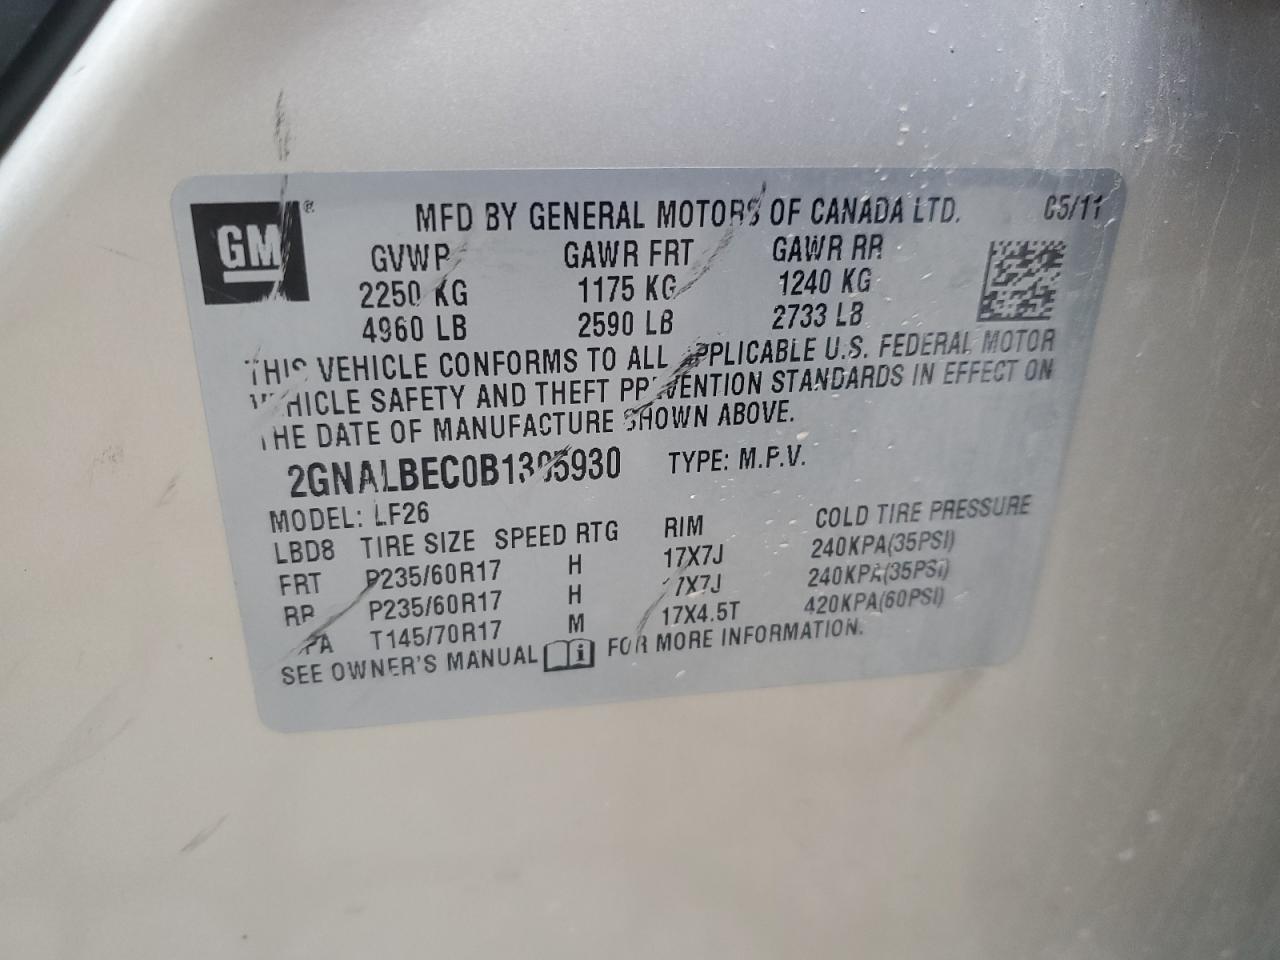 GM ®
MFD BY GENERAL MOTORS OF CANADA LTD. 05/11
GVWR GAWR FRT GAWR RR
2250 KG 1175 KG 1240 KG
4960 LB 2590 LB 2733 LB
THIS VEHICLE CONFORMS TO ALL APPLICABLE U.S. FEDERAL MOTOR
VEHICLE SAFETY AND THEFT PREVENTION STANDARDS IN EFFECT ON
THE DATE OF MANUFACTURE SHOWN ABOVE.
2GNALBEC0B1305930 TYPE: M.P.V.
MODEL: LF26
LBD8 TIRE SIZE SPEED RTG RIM COLD TIRE PRESSURE
FRT P235/60R17 H 17X7J 240KPA(35PSI)
RR P235/60R17 H 17X7J 240KPA(35PSI)
SPA T145/70R17 M 17X4.5T 420KPA(60PSI)
SEE OWNER'S MANUAL FOR MORE INFORMATION.